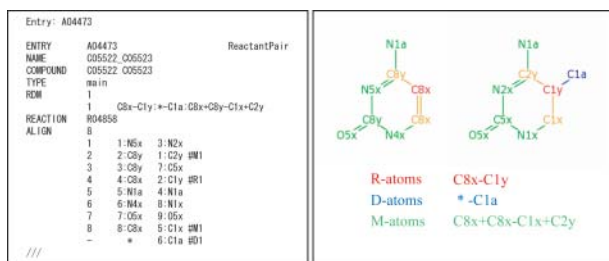 Entry: A04473
ENTRY A04473 ReactantPair
NAME C05522_C05523
COMPOUND C05522 C05523
TYPE main
RDM 1
1 C8x-C1y:*-C1a:C8x+C8y-C1x+C2y
REACTION R04858
ALIGN 8
1 1:N5x 3:N2x
2 2:C8y 1:C2y #M1
3 3:C8y 7:C5x
4 4:C8x 2:C1y #R1
5 5:N1a 4:N1a
6 6:N4x 8:N1x
7 7:O5x 9:O5x
8 8:C8x 5:C1x #M1
- * 6:C1a #D1
///
N1a N1a
C8y C2y C1a
N5x C8x N2x C1y
C8y C8x C5x C1x
O5x N4x O5x N1x
R-atoms C8x-C1y
D-atoms * -C1a
M-atoms C8x+C8x-C1x+C2y